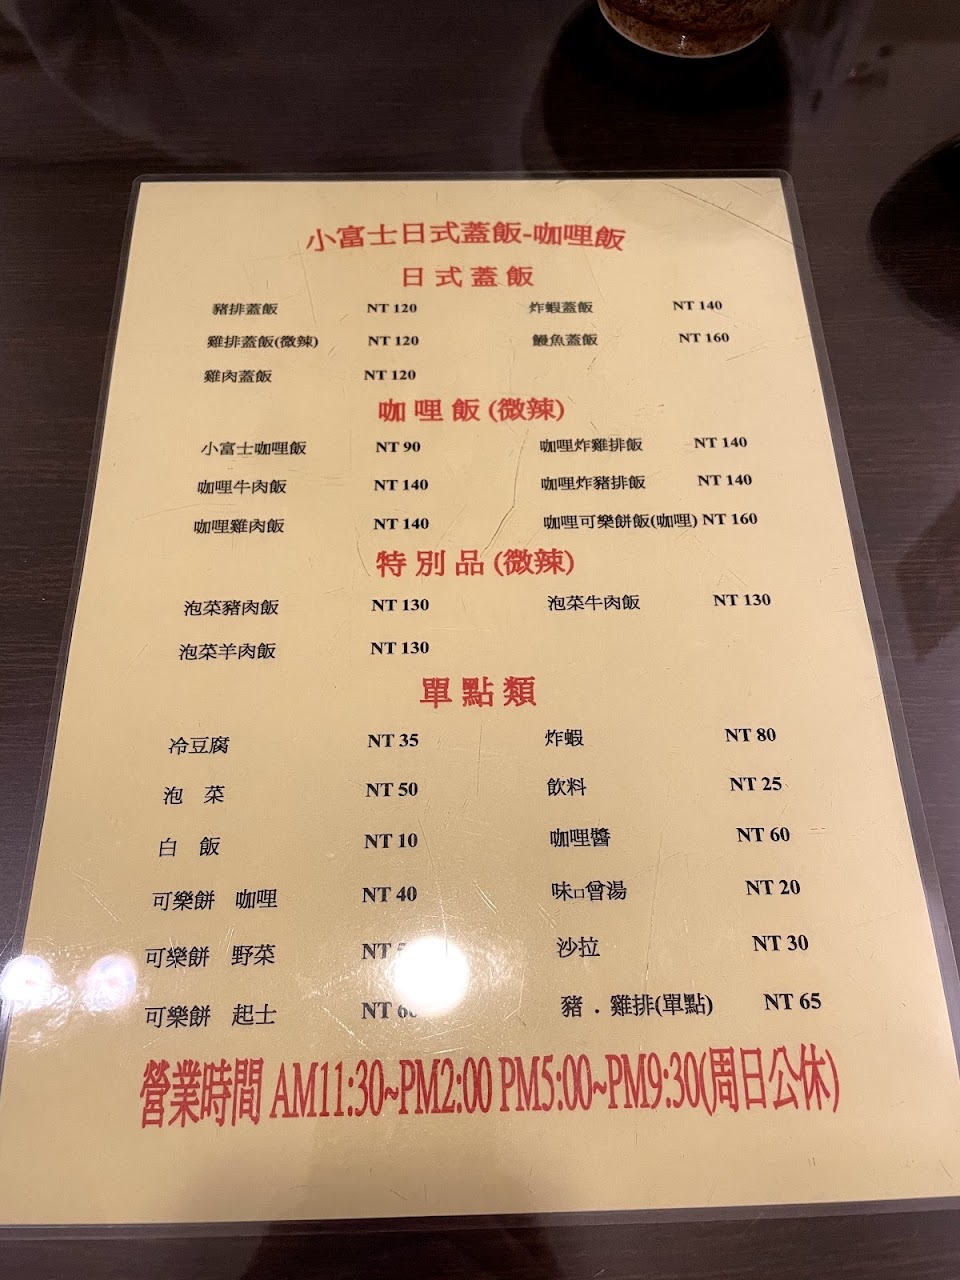 小富士日式蓋飯-咖哩飯
日式蓋飯
豬排蓋飯 NT 120 炸蝦蓋飯 NT 140
雞排蓋飯(微辣) NT 120 鰻魚蓋飯 NT 160
雞肉蓋飯 NT 120
咖哩飯(微辣)
小富士咖哩飯 NT 90 咖哩炸雞排飯 NT 140
咖哩牛肉飯 NT 140 咖哩炸豬排飯 NT 140
咖哩雞肉飯 NT 140 咖哩可樂餅飯(咖哩) NT 160
特別品(微辣)
泡菜豬肉飯 NT 130 泡菜牛肉飯 NT 130
泡菜羊肉飯 NT 130
單點類
冷豆腐 NT 35 炸蝦 NT 80
泡 菜 NT 50 飲料 NT 25
白 飯 NT 10 咖哩醬 NT 60
可樂餅 咖哩 NT 40 味□曾湯 NT 20
可樂餅 野菜 NT 沙拉 NT 30
可樂餅 起士 NT 豬．雞排(單點) NT 65
營業時間 AM11:30~PM2:00 PM5:00~PM9:30(周日公休)